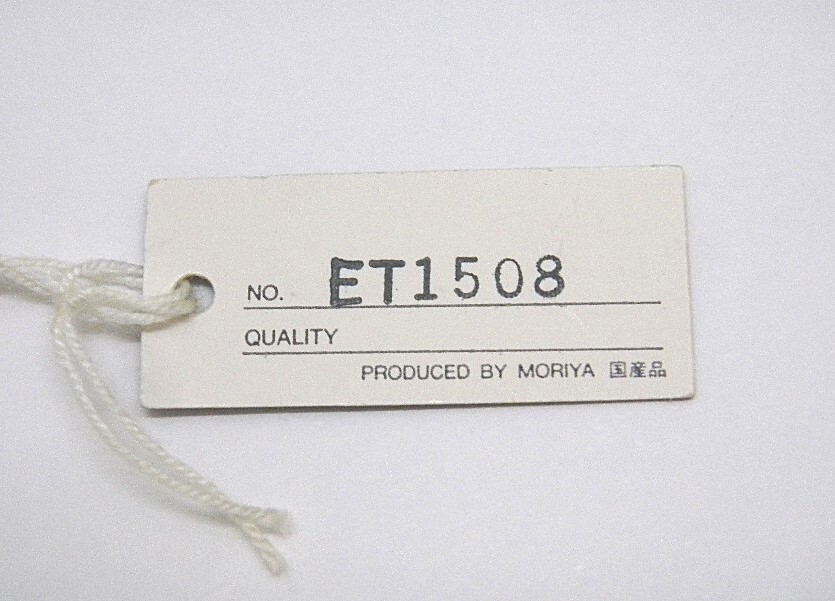 NO. ET1508
QUALITY
PRODUCED BY MORIYA 国産品